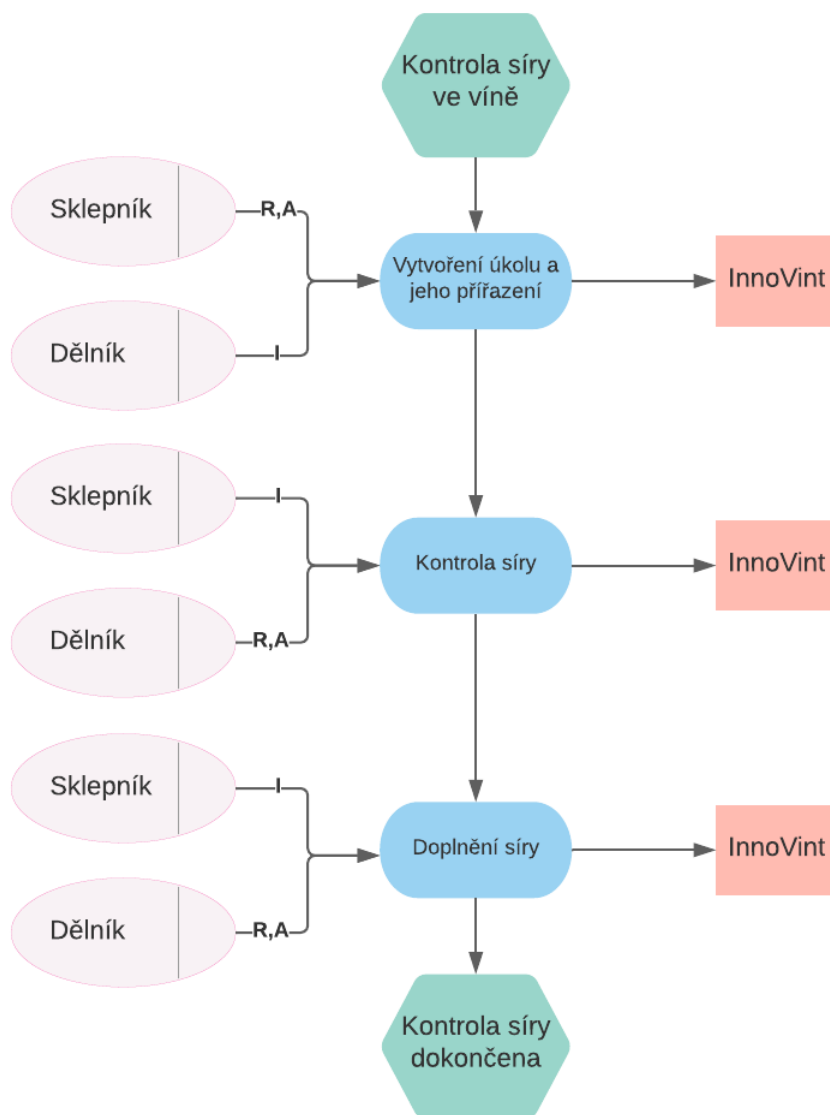 Kontrola síry
ve víně
Sklepník
R,A
Vytvoření úkolu a
jeho přířazení
InnoVint
Dělník
I
Sklepník
I
Kontrola síry
InnoVint
Dělník
R,A
Sklepník
I
Doplnění síry
InnoVint
Dělník
R,A
Kontrola síry
dokončena